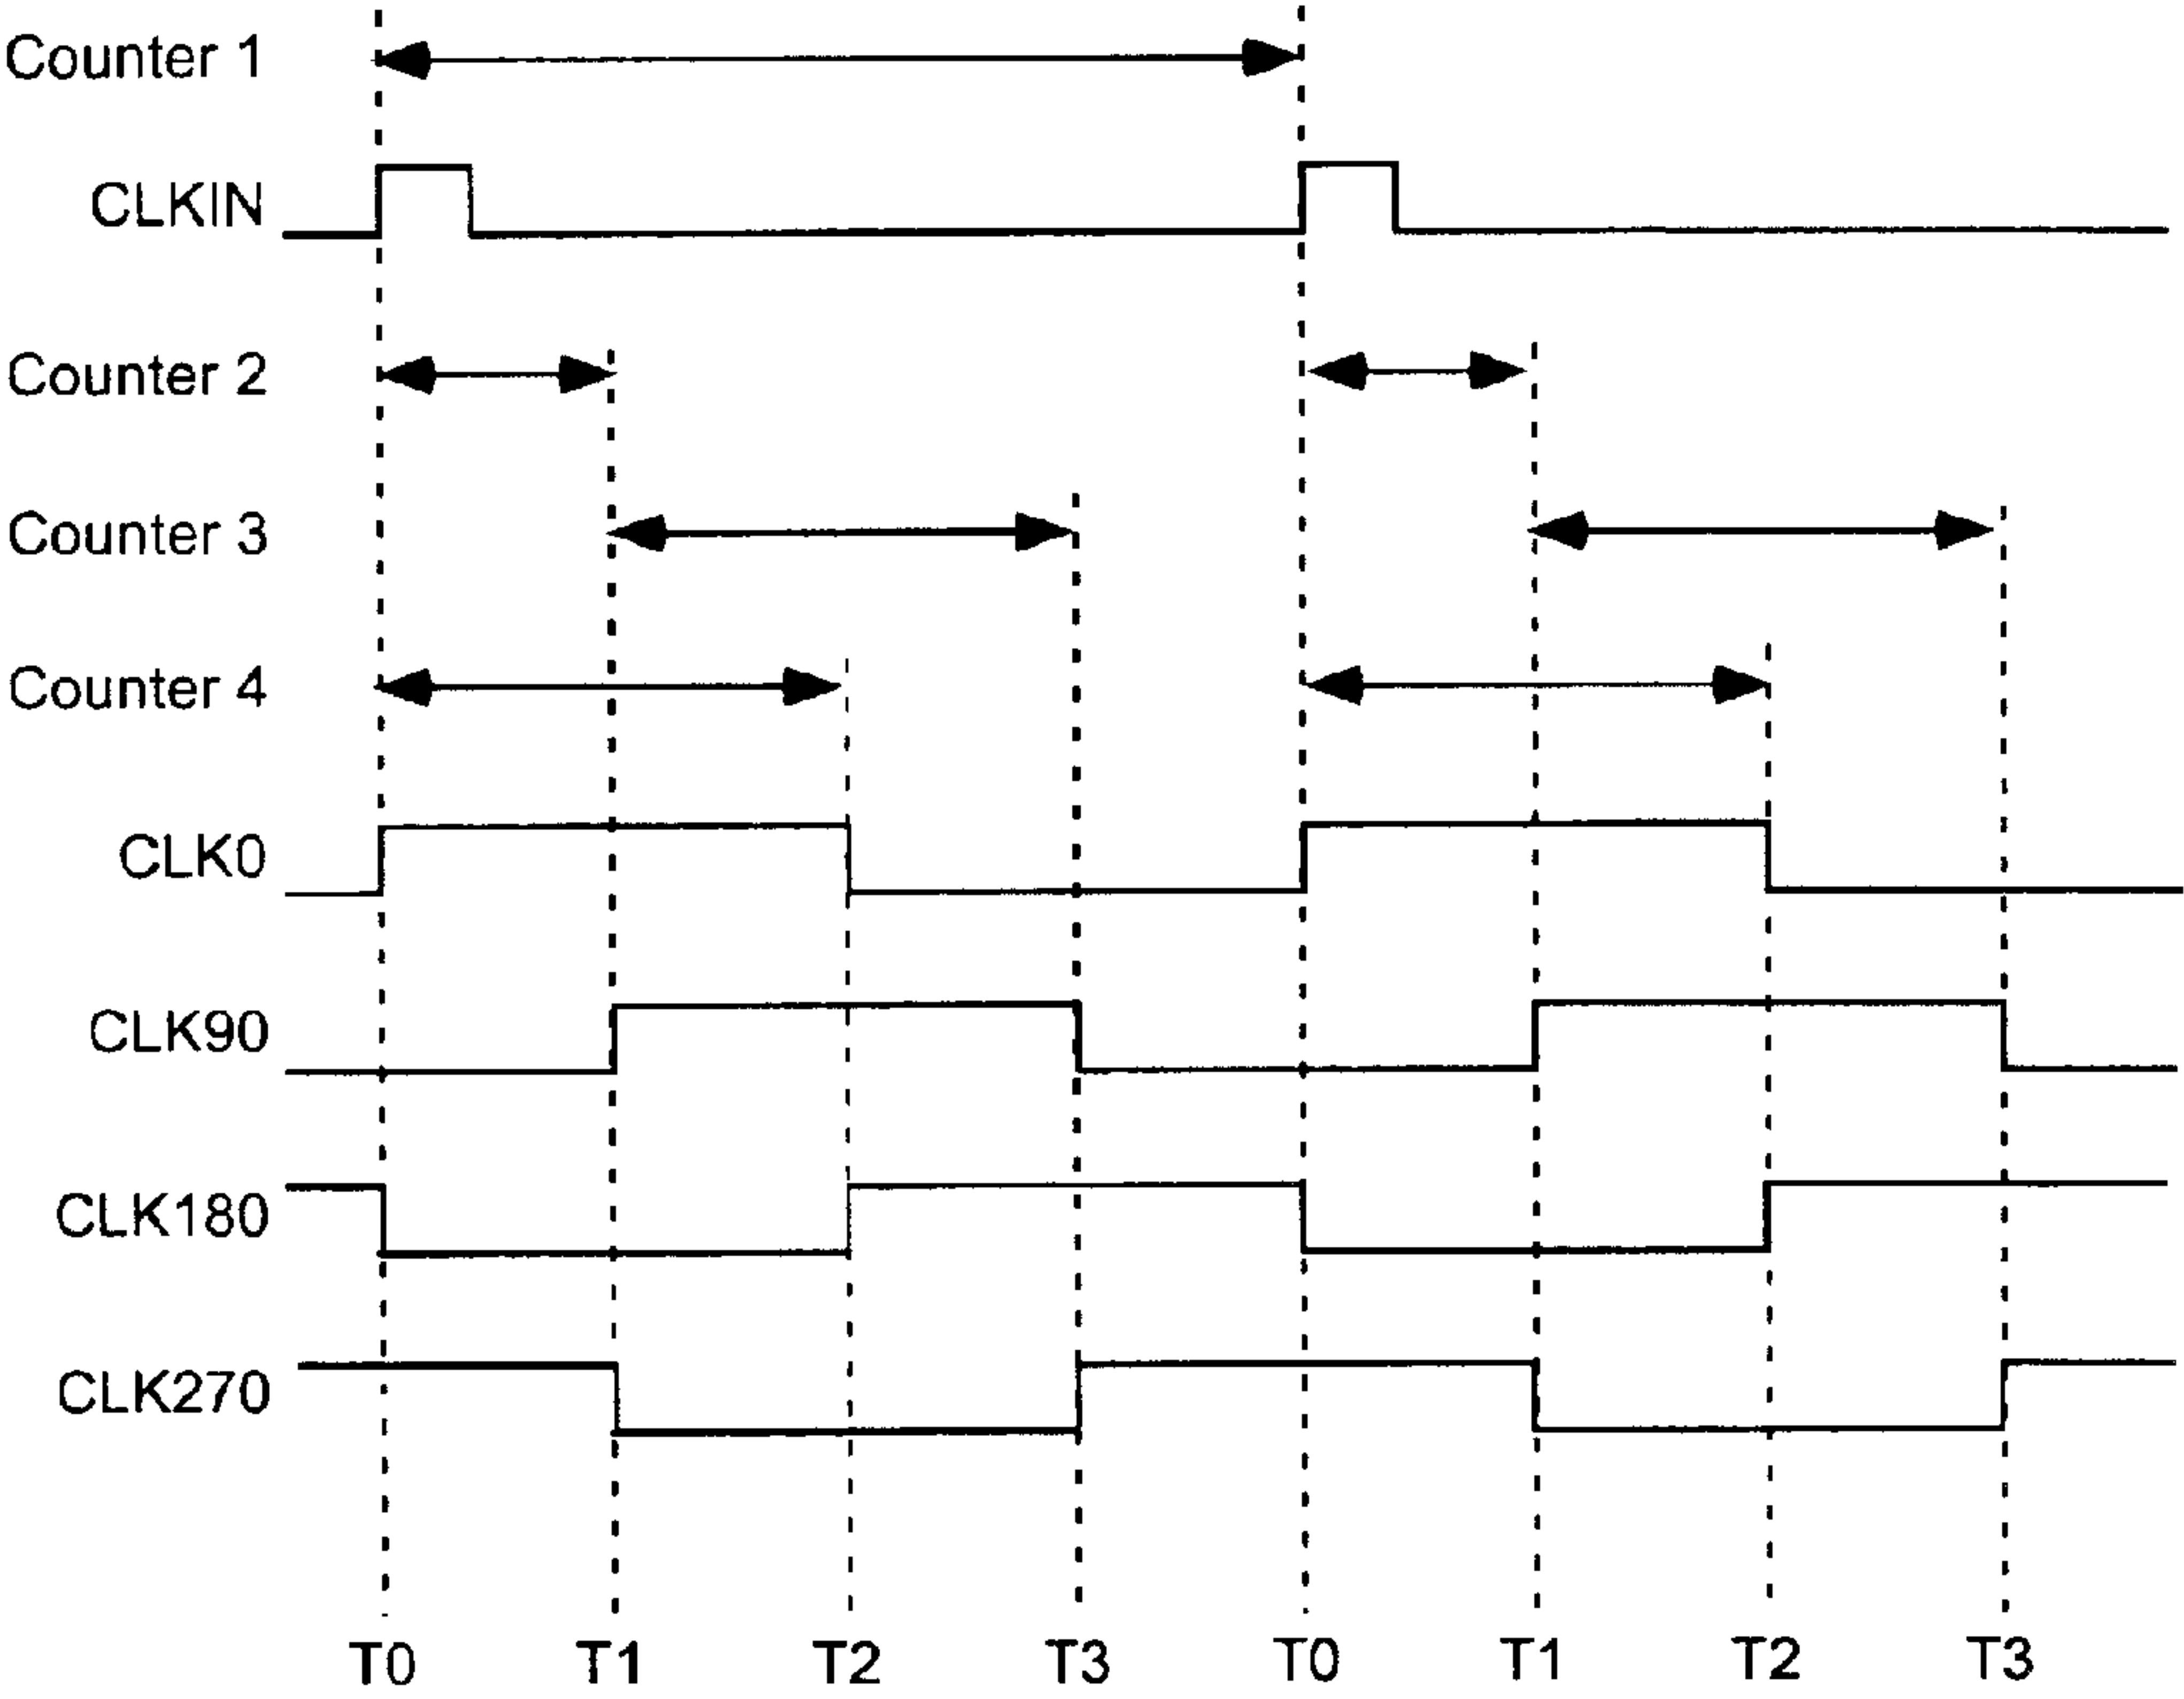 Counter 1
CLKIN
Counter 2
Counter 3
Counter 4
CLK0
CLK90
CLK180
CLK270
T0 T1 T2 T3 T0 T1 T2 T3